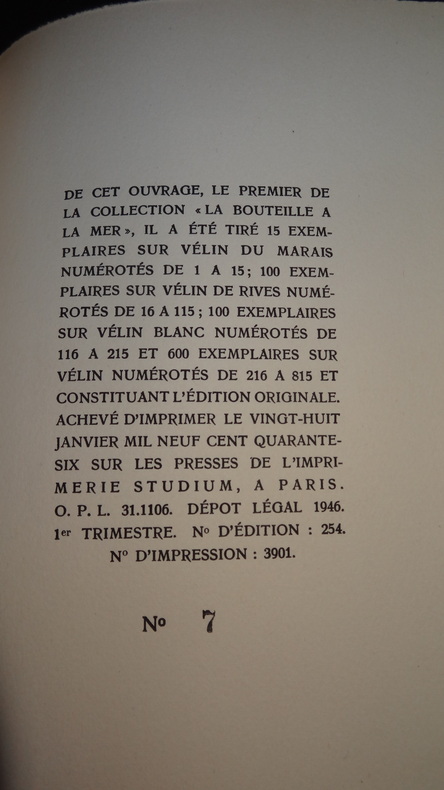 DE CET OUVRAGE, LE PREMIER DE
LA COLLECTION « LA BOUTEILLE A
LA MER », IL A ÉTÉ TIRÉ 15 EXEM-
PLAIRES SUR VÉLIN DU MARAIS
NUMÉROTÉS DE 1 A 15 ; 100 EXEM-
PLAIRES SUR VÉLIN DE RIVES NUMÉ-
ROTÉS DE 16 A 115 ; 100 EXEMPLAIRES
SUR VÉLIN BLANC NUMÉROTÉS DE
116 A 215 ET 600 EXEMPLAIRES SUR
VÉLIN NUMÉROTÉS DE 216 A 815 ET
CONSTITUANT L'ÉDITION ORIGINALE.
ACHEVÉ D'IMPRIMER LE VINGT-HUIT
JANVIER MIL NEUF CENT QUARANTE-
SIX SUR LES PRESSES DE L'IMPRI-
MERIE STUDIUM, A PARIS.
O. P. L. 31.1106. DÉPOT LÉGAL 1946.
1er TRIMESTRE. No D'ÉDITION : 254.
No D'IMPRESSION : 3901.
No 7